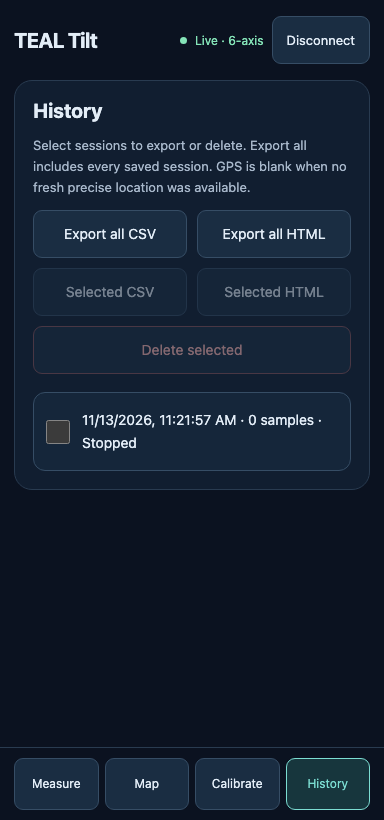 TEAL Tilt
Live · 6-axis
Disconnect
History
Select sessions to export or delete. Export all
includes every saved session. GPS is blank when no
fresh precise location was available.
Export all CSV
Export all HTML
Selected CSV
Selected HTML
Delete selected
11/13/2026, 11:21:57 AM · 0 samples ·
Stopped
Measure
Map
Calibrate
History